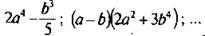 2a⁴ − b³/5 ; (a − b)(2a² + 3b⁴) ; ...